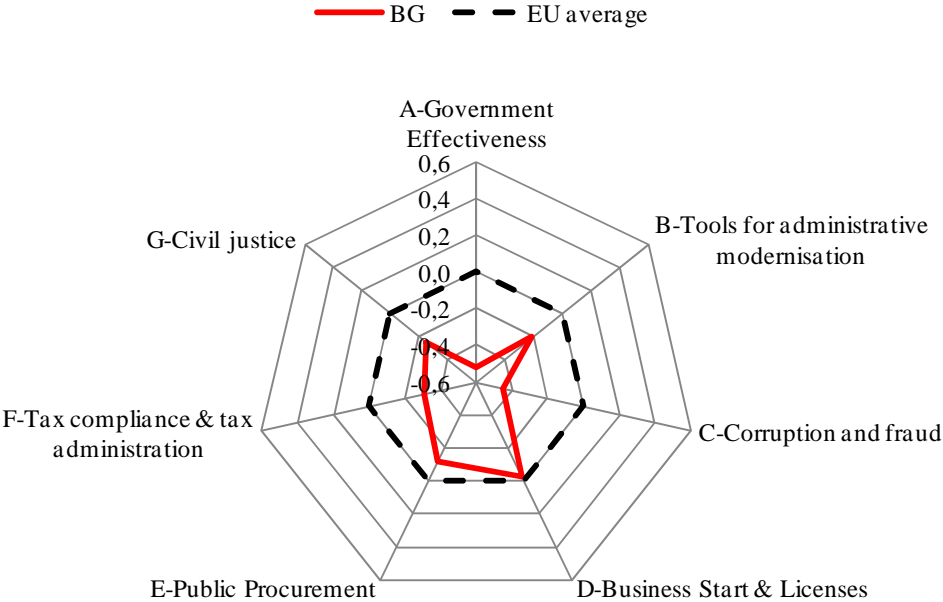 BG EU average
A-Government
Effectiveness
0,6
0,4
0,2
0,0
-0,2
-0,4
-0,6
B-Tools for administrative
modernisation
G-Civil justice
F-Tax compliance & tax
administration
C-Corruption and fraud
E-Public Procurement
D-Business Start & Licenses